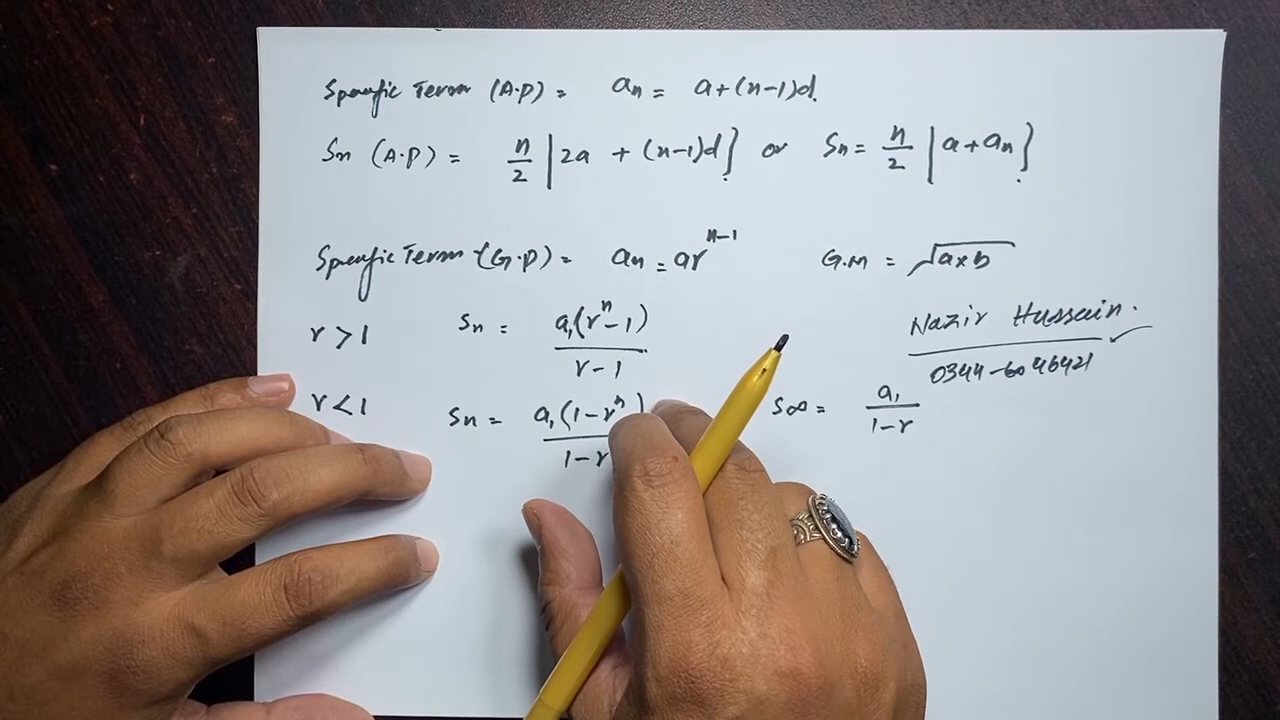 Specific Term (A.P) = an = a+(n-1)d.
Sn (A.P) = n/2 [2a + (n-1)d} or Sn = n/2 [a+an}
Specific Term (G.P) = an = ar^(n-1) G.M = √(a×b)
r > 1 Sn = a₁(r^n - 1) / r - 1
Nazir Hussain.
0344-6046421
r < 1 Sn = a₁(1 - r^n) / 1 - r S∞ = a₁ / 1 - r